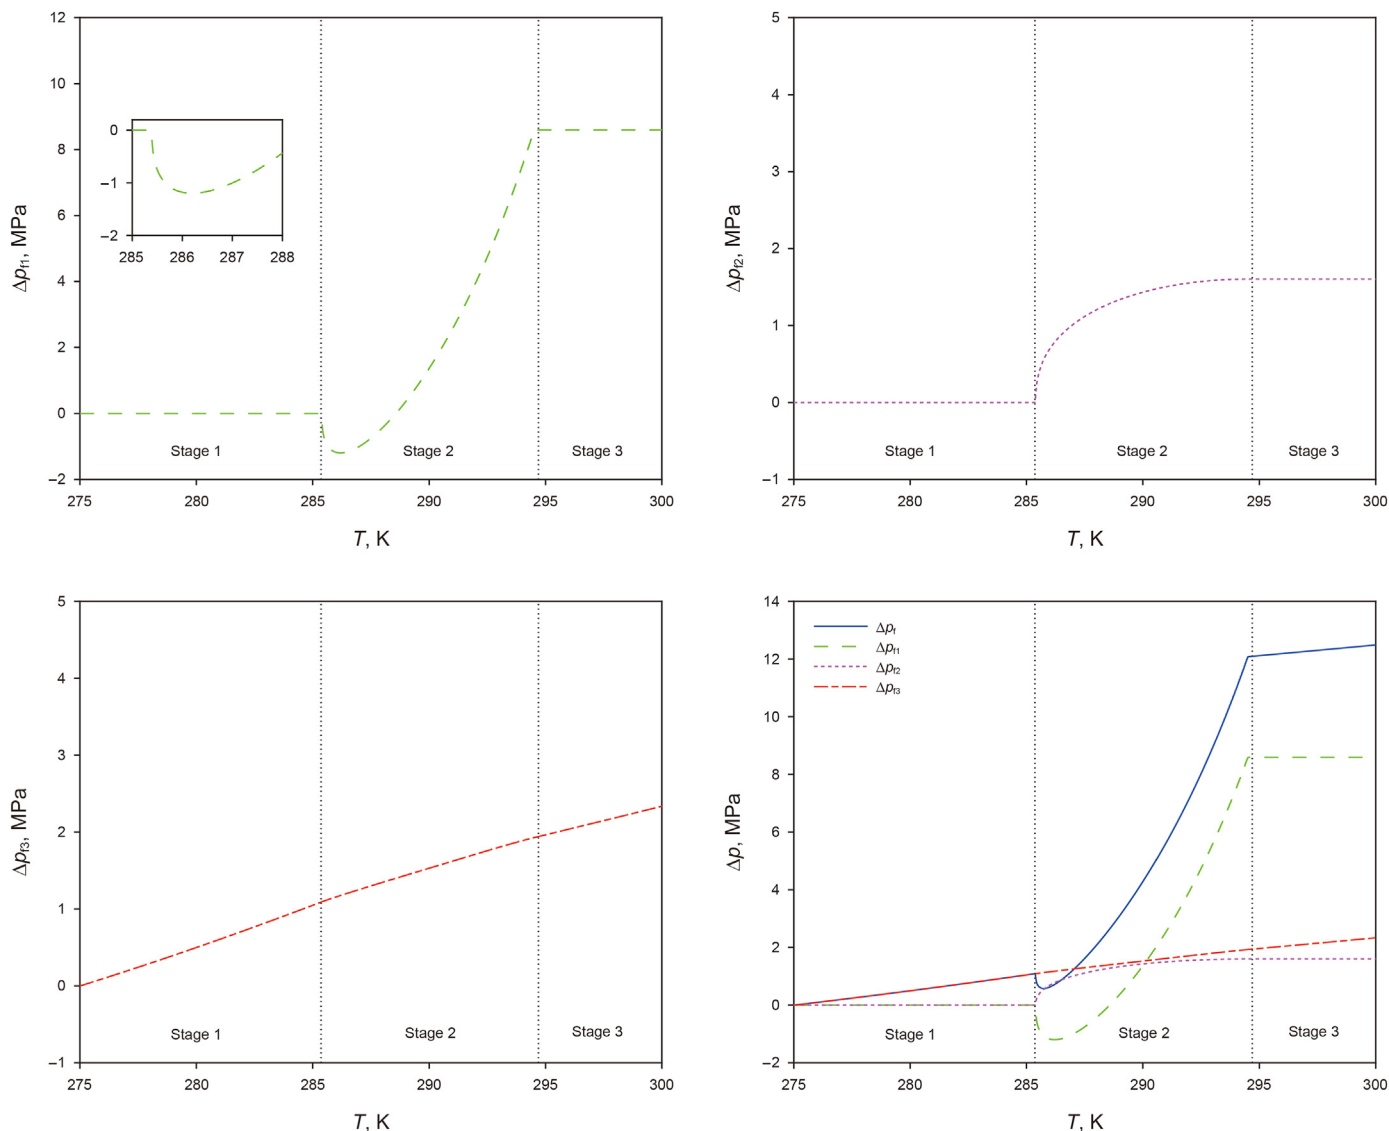 12
10
8
6
4
2
0
–2
Δpf1, MPa
0
–1
–2
285 286 287 288
Stage 1 Stage 2 Stage 3
275 280 285 290 295 300
T, K
5
4
3
2
1
0
–1
Δpf2, MPa
Stage 1 Stage 2 Stage 3
275 280 285 290 295 300
T, K
5
4
3
2
1
0
–1
Δpf3, MPa
Stage 1 Stage 2 Stage 3
275 280 285 290 295 300
T, K
14
12
10
8
6
4
2
0
–2
Δp, MPa
Δpf
Δpf1
Δpf2
Δpf3
Stage 1 Stage 2 Stage 3
275 280 285 290 295 300
T, K